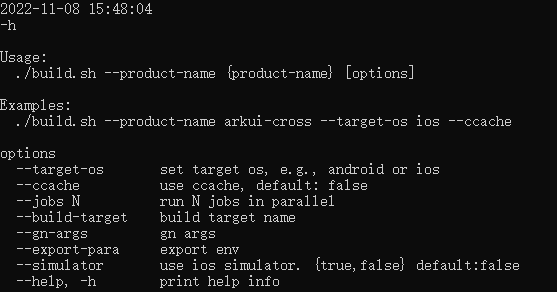 2022-11-08 15:48:04
-h
Usage:
./build.sh --product-name {product-name} [options]
Examples:
./build.sh --product-name arkui-cross --target-os ios --ccache
options
--target-os set target os, e.g., android or ios
--ccache use ccache, default: false
--jobs N run N jobs in parallel
--build-target build target name
--gn-args gn args
--export-para export env
--simulator use ios simulator. {true,false} default:false
--help, -h print help info